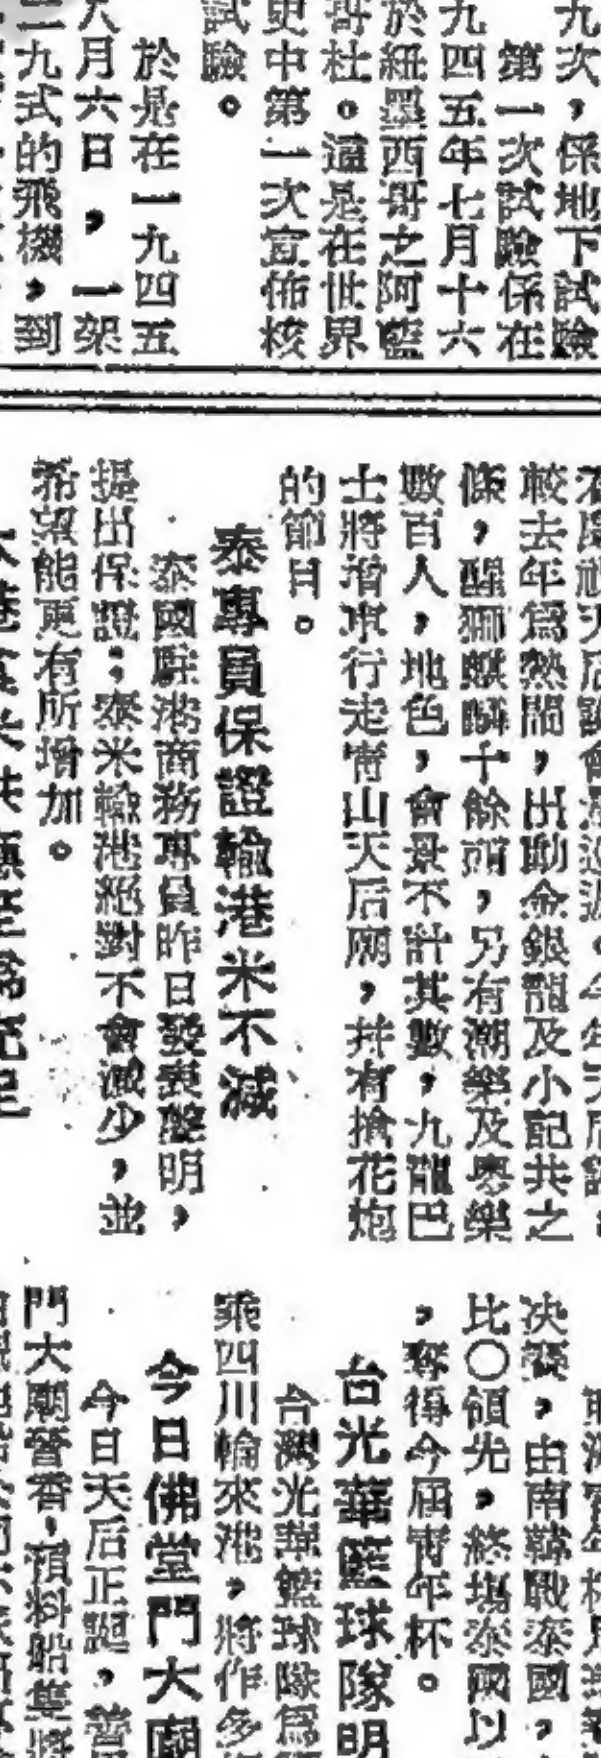 九次，係地下試驗
第一次試驗係在
九四五年七月十六
於紐墨西哥之阿藍
哥杜。這是在世界
史中第一次宣佈核
試驗。
於是在一九四五
月六日，一架
二九式的飛機，到
較去年爲熱鬧，出動金銀龍及小記共之
條，醒獅麒麟十餘頭，另有潮樂及粵樂
數百人，地色，會景不計其數，九龍巴
士將增車行走青山天后廟，并有搶花炮
的節目。
泰專員保證輸港米不減
泰國駐港商務專員昨日發表聲明，
提出保證：泰米輸港絕對不會減少，並
希望能更有所增加。
决賽，由南韓戰泰國，
比〇領光，終塲泰國以
，奪得今屆青年杯。
台光華籃球隊明
台灣光華籃球隊爲
乘四川輪來港，將作多
今日佛堂門大廟
今日天后正誕，善
門大廟晉香，預料船隻將